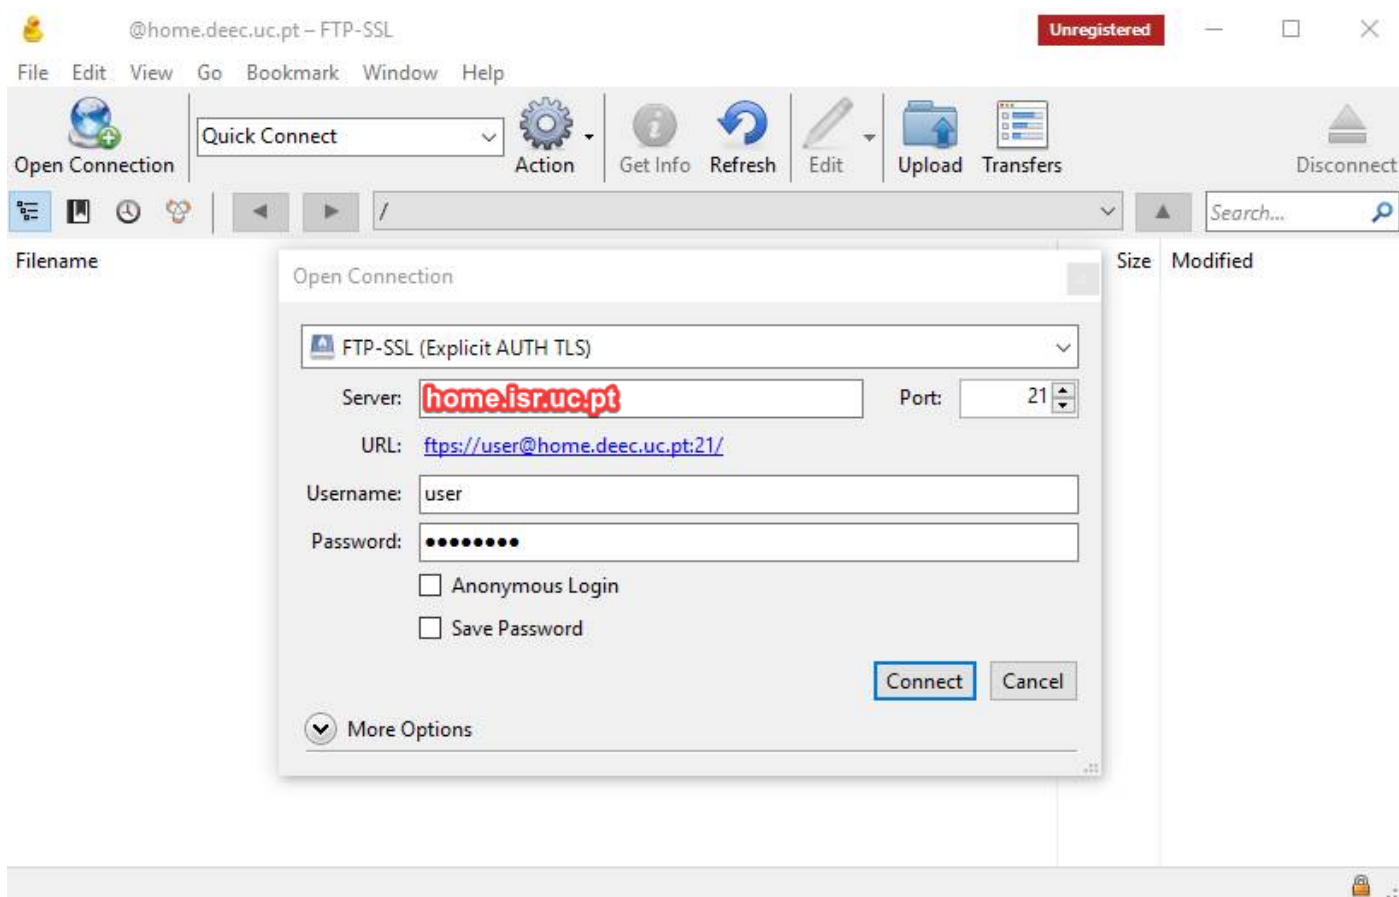 @home.deec.uc.pt – FTP-SSL
Unregistered
File Edit View Go Bookmark Window Help
Open Connection
Quick Connect
Action
Get Info
Refresh
Edit
Upload
Transfers
Disconnect
/
Search...
Filename
Size
Modified
Open Connection
FTP-SSL (Explicit AUTH TLS)
Server: home.isr.uc.pt Port: 21
URL: ftps://user@home.deec.uc.pt:21/
Username: user
Password: ●●●●●●●●
Anonymous Login
Save Password
Connect Cancel
More Options